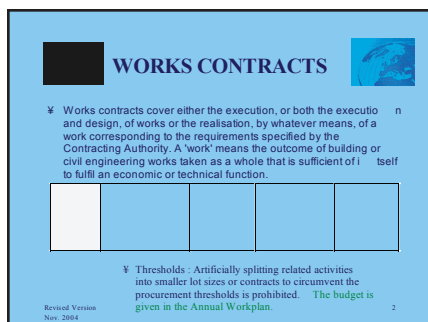 WORKS CONTRACTS
¥ Works contracts cover either the execution, or both the executio n
and design, of works or the realisation, by whatever means, of a
work corresponding to the requirements specified by the
Contracting Authority. A 'work' means the outcome of building or
civil engineering works taken as a whole that is sufficient of i tself
to fulfil an economic or technical function.
¥ Thresholds : Artificially splitting related activities
into smaller lot sizes or contracts to circumvent the
procurement thresholds is prohibited. The budget is
given in the Annual Workplan.
Revised Version
Nov. 2004
2